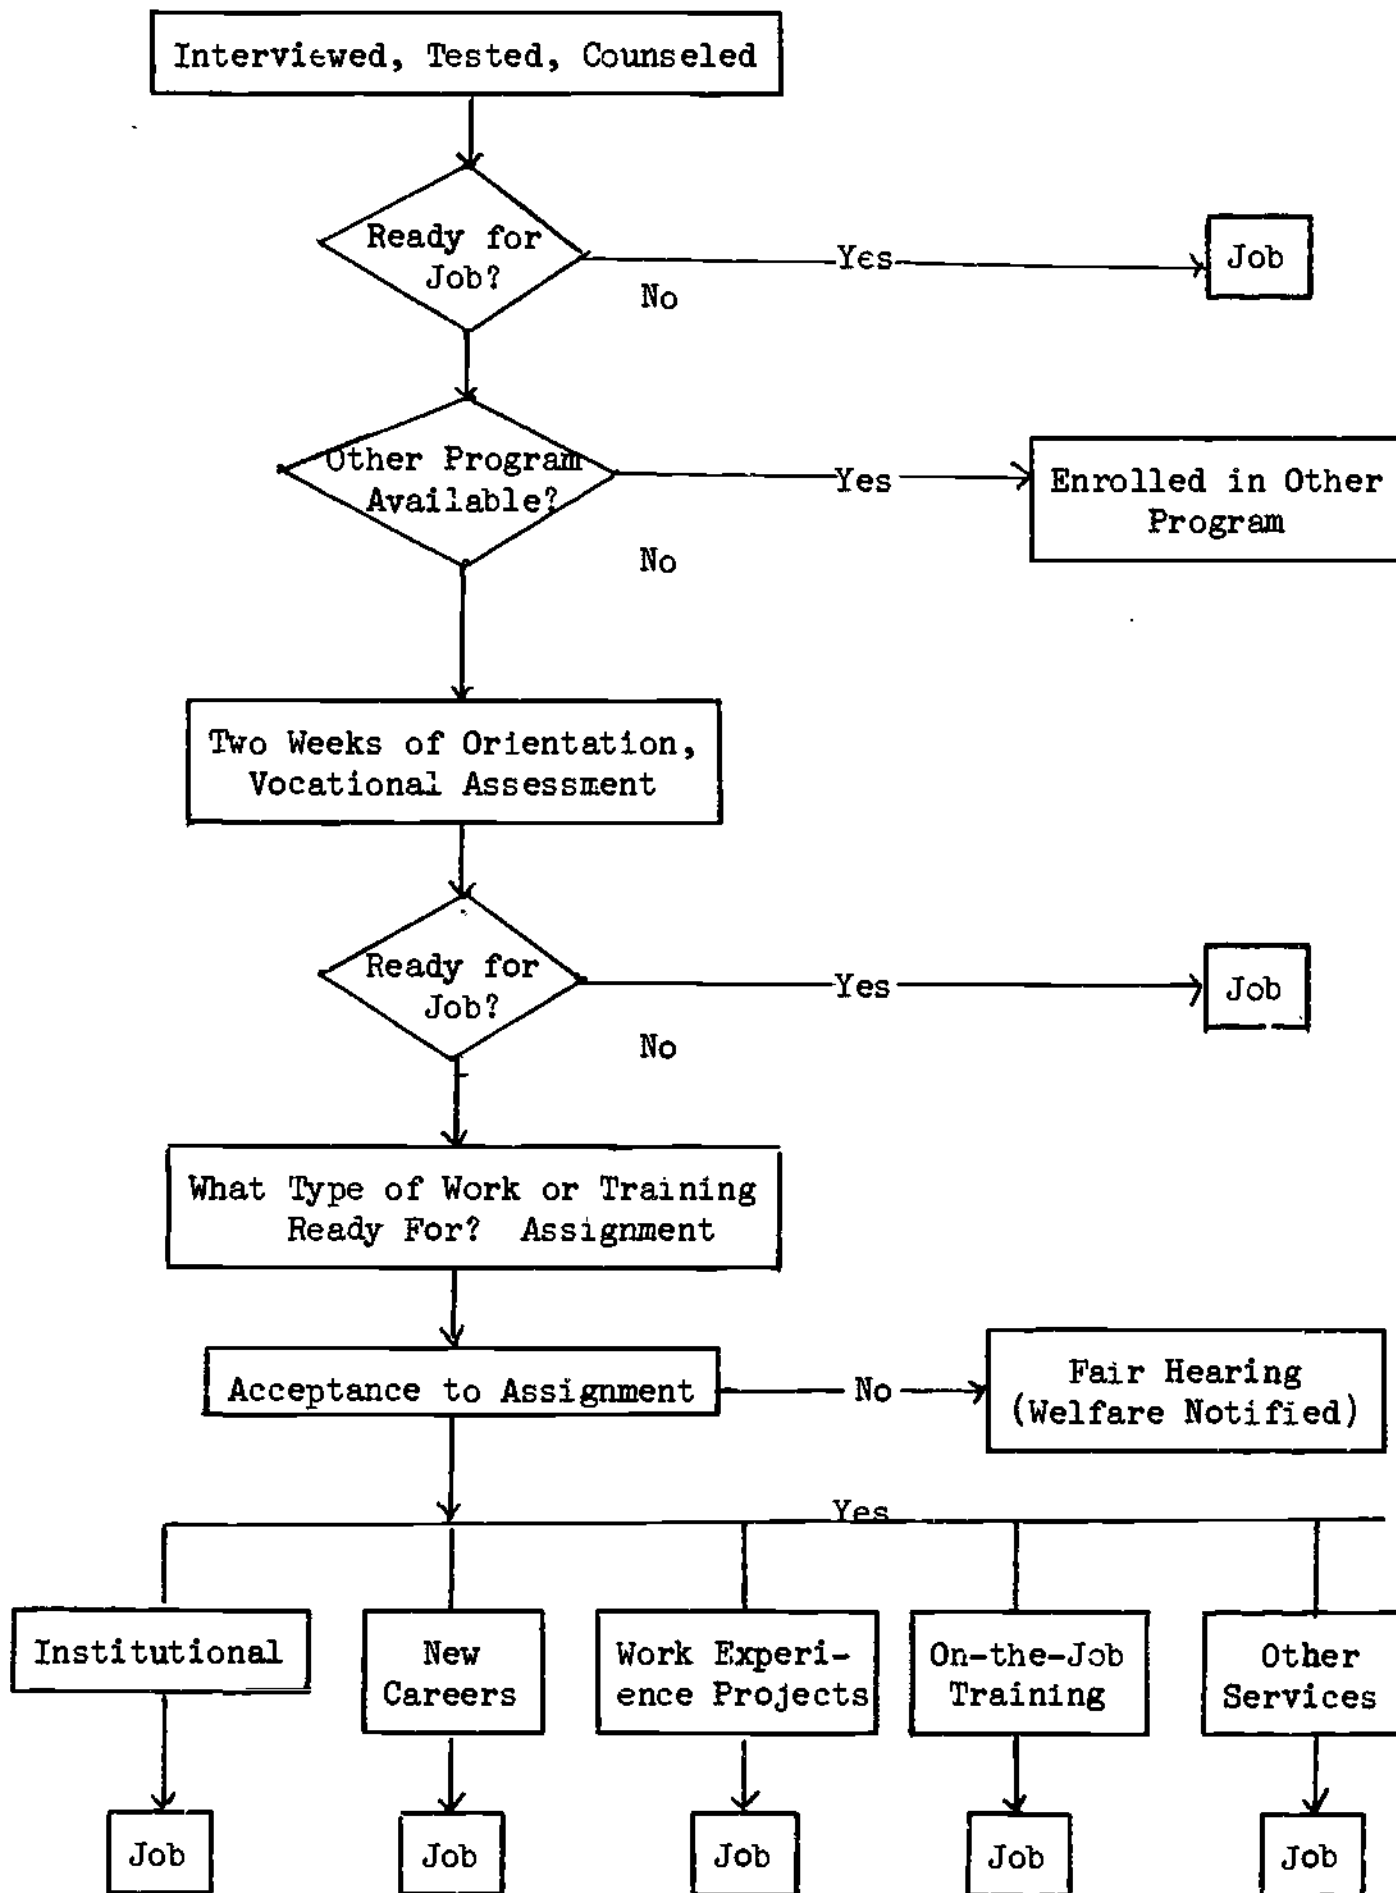 Interviewed, Tested, Counseled
Ready for
Job?
Yes
Job
No
Other Program
Available?
Yes
Enrolled in Other
Program
No
Two Weeks of Orientation,
Vocational Assessment
Ready for
Job?
Yes
Job
No
What Type of Work or Training
Ready For? Assignment
Acceptance to Assignment
No
Fair Hearing
(Welfare Notified)
Yes
Institutional
New
Careers
Work Experi-
ence Projects
On-the-Job
Training
Other
Services
Job
Job
Job
Job
Job